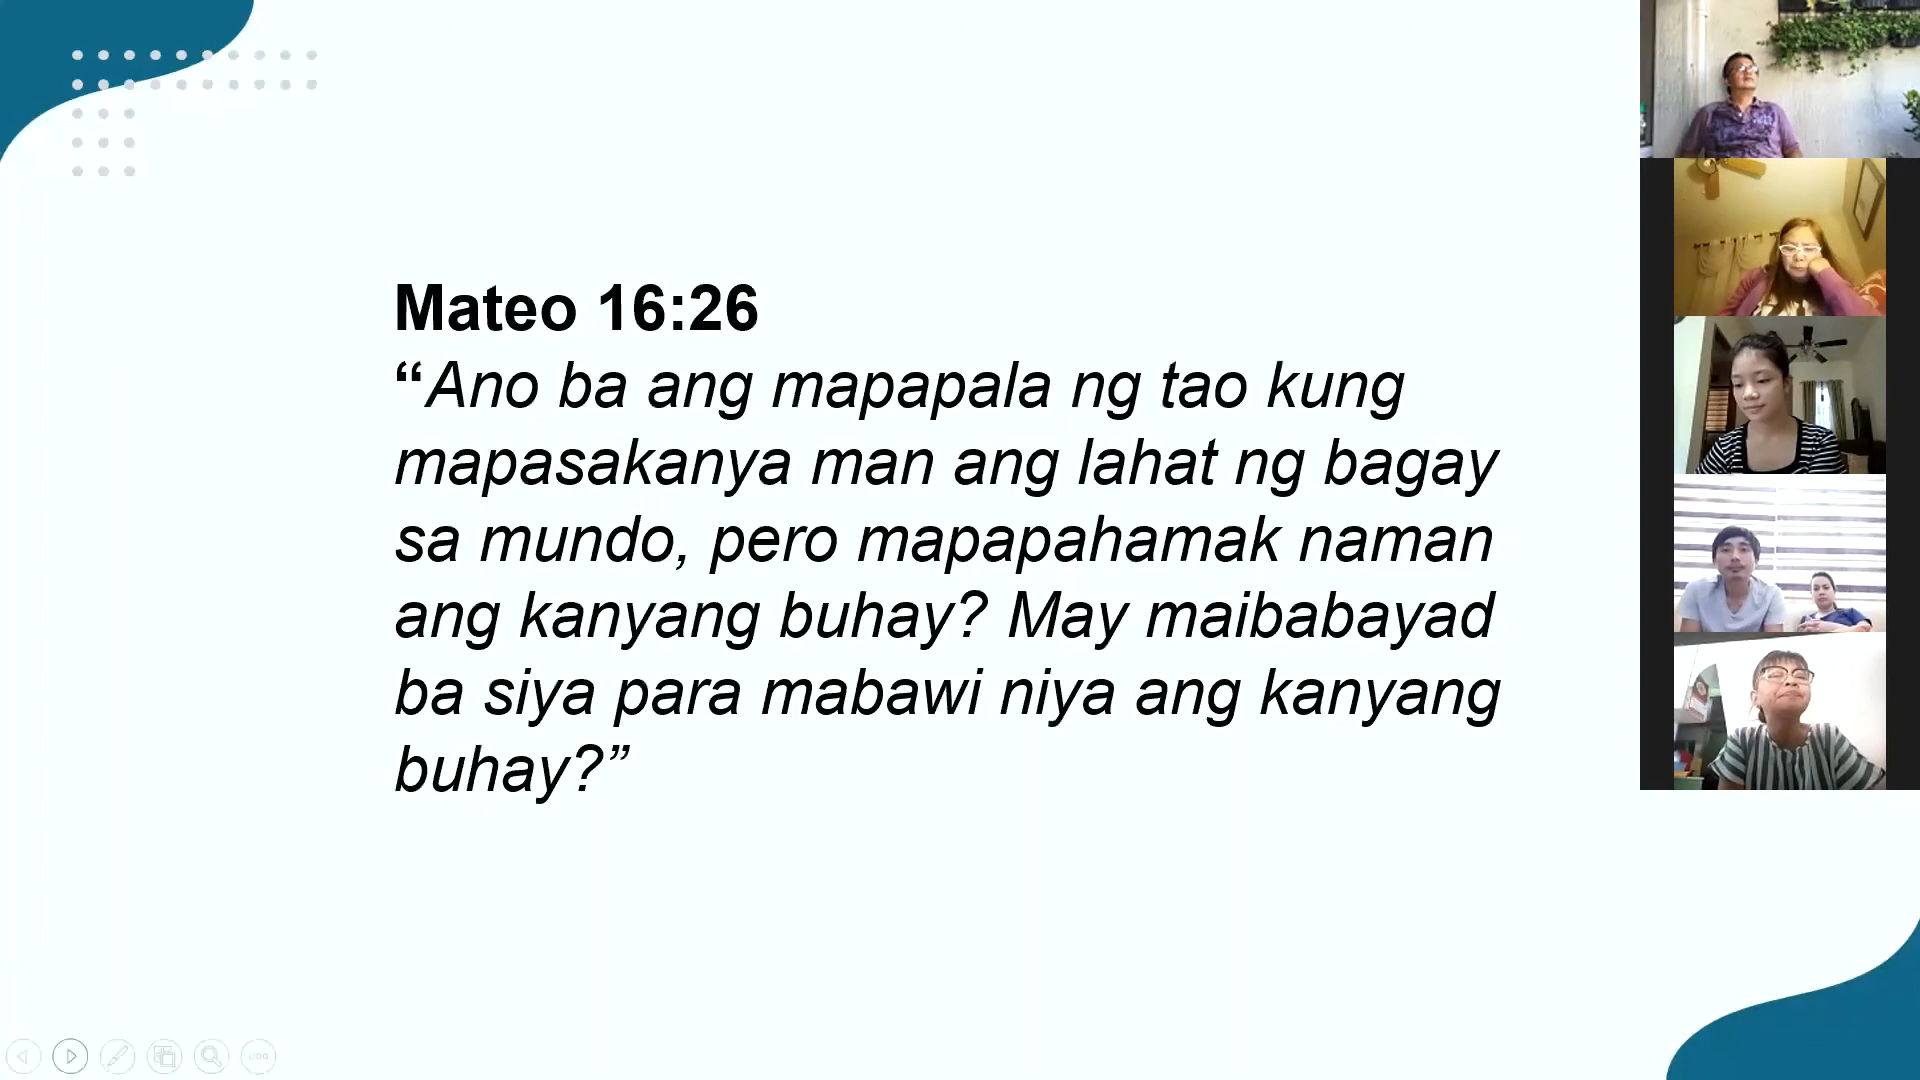 Mateo 16:26
“Ano ba ang mapapala ng tao kung
mapasakanya man ang lahat ng bagay
sa mundo, pero mapapahamak naman
ang kanyang buhay? May maibabayad
ba siya para mabawi niya ang kanyang
buhay?”